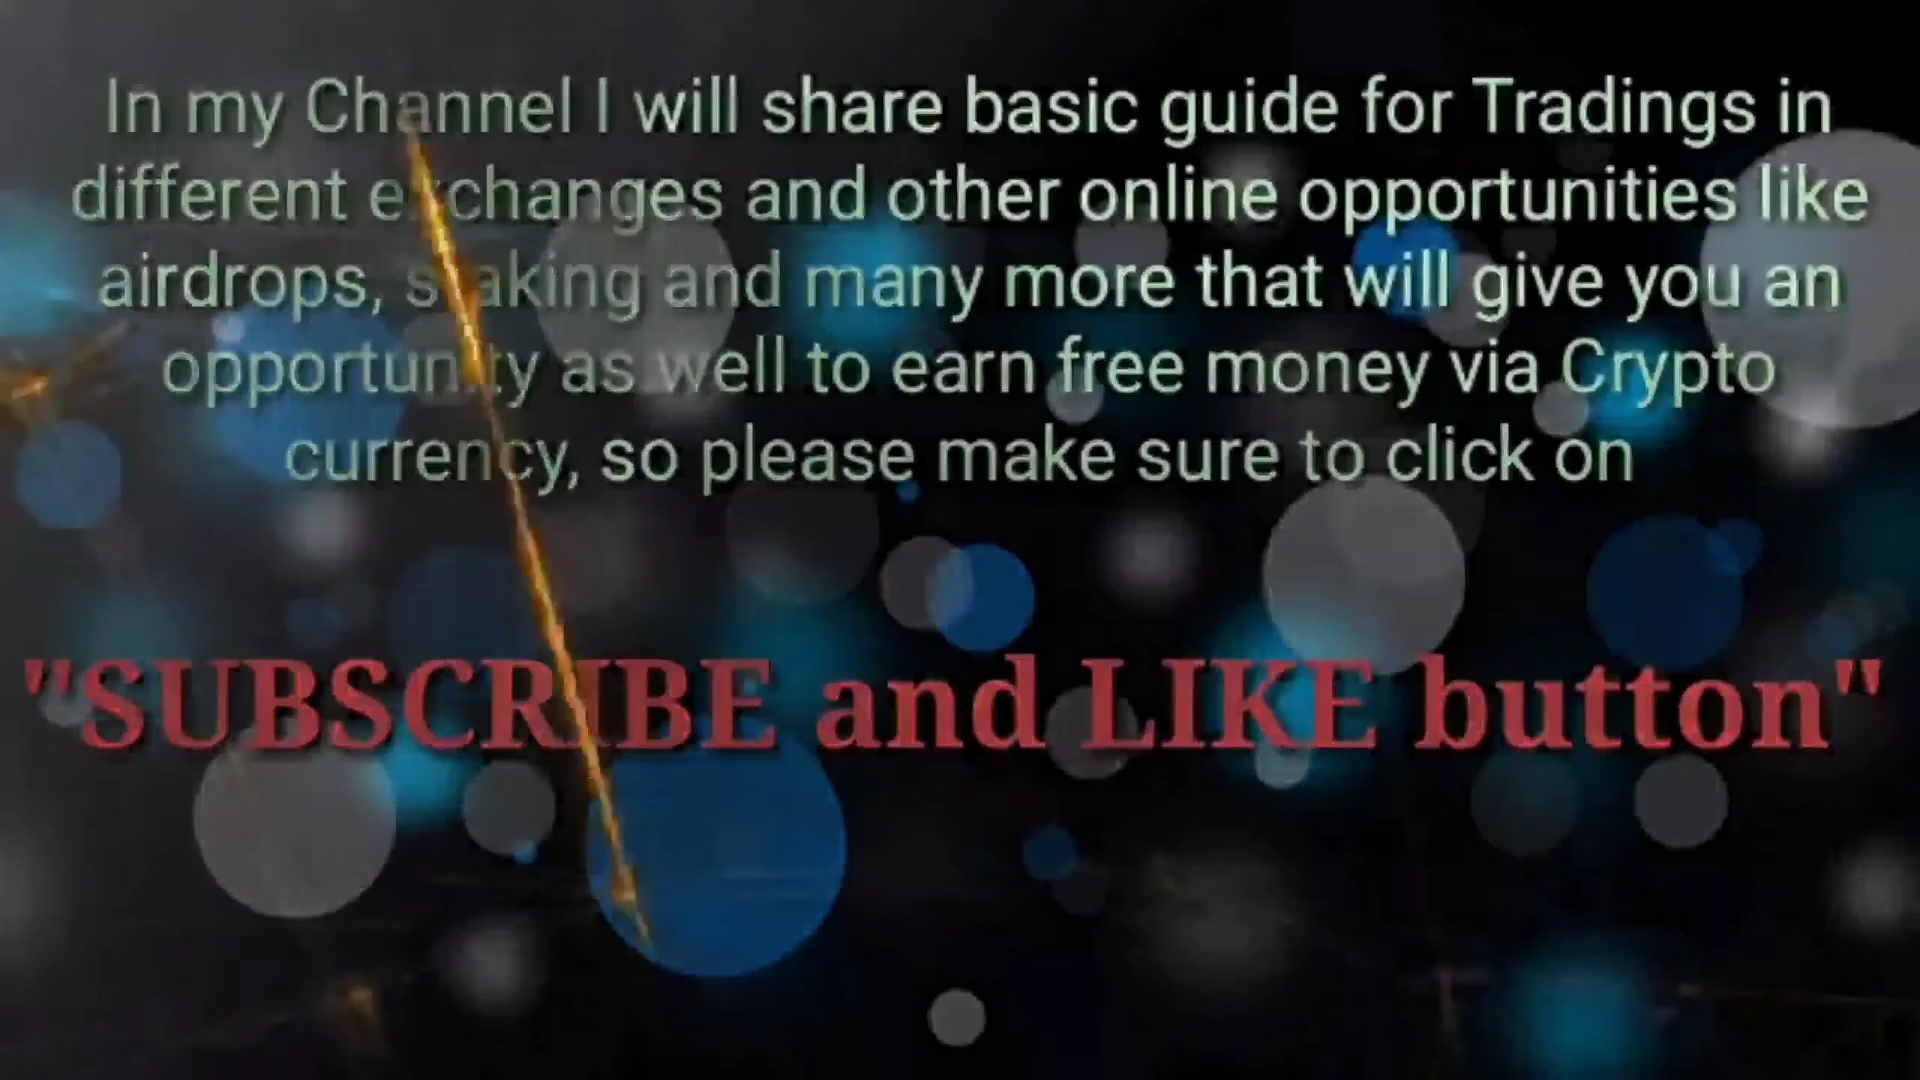 In my Channel I will share basic guide for Tradings in
different exchanges and other online opportunities like
airdrops, staking and many more that will give you an
opportunity as well to earn free money via Crypto
currency, so please make sure to click on
"SUBSCRIBE and LIKE button"